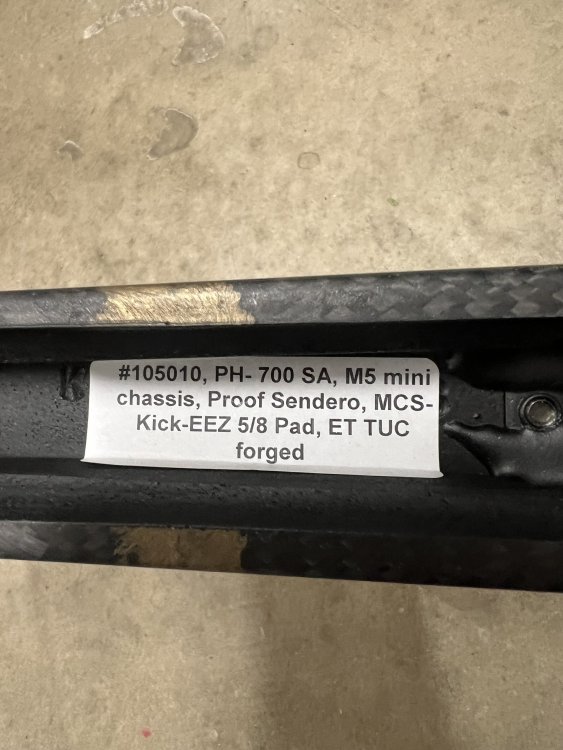 #105010, PH- 700 SA, M5 mini
chassis, Proof Sendero, MCS-
Kick-EEZ 5/8 Pad, ET TUC
forged